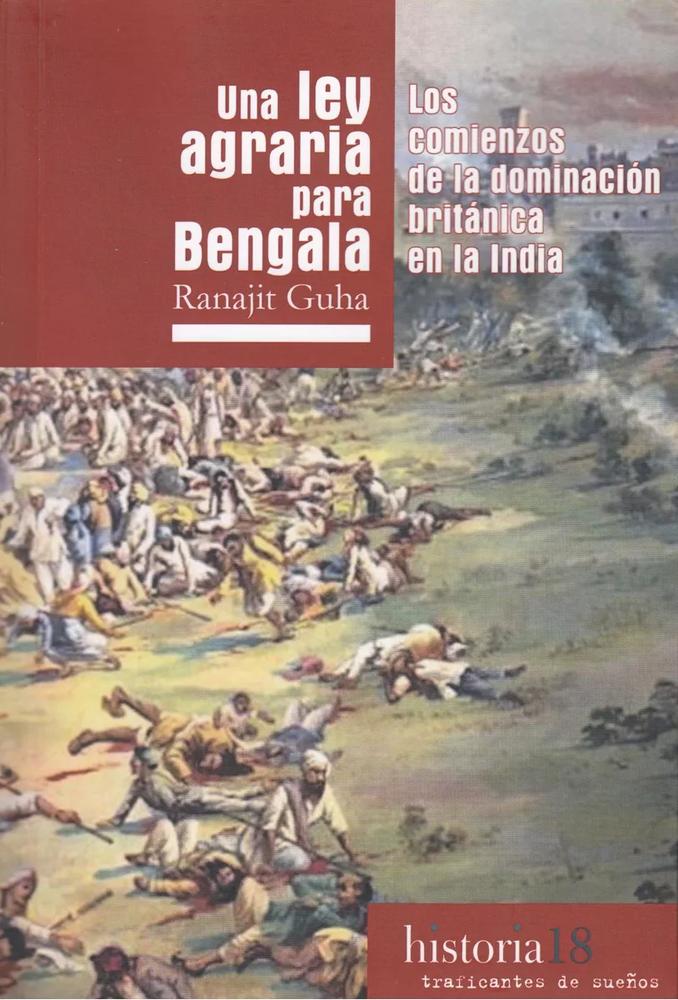 Una ley
agraria
para
Bengala
Ranajit Guha
Los
comienzos
de la dominación
británica
en la India
historia18
traficantes de sueños